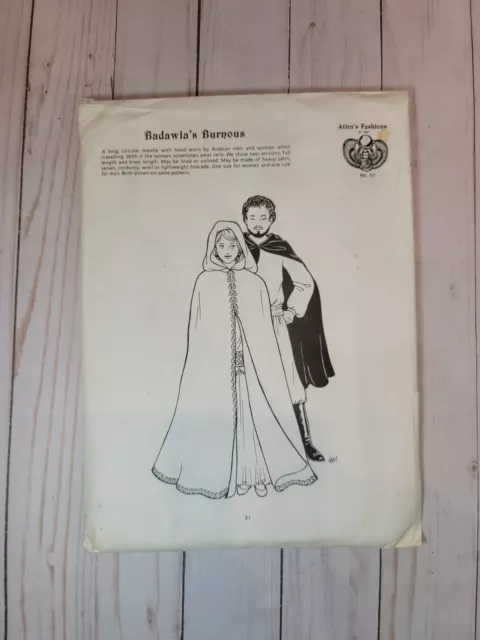 Badawia's Burnous
A long, circular mantle with hood worn by Arabian men and women when
travelling. With it the women sometimes wear veils. We show two versions, full
length and knee length. May be lined or unlined. May be made of heavy satin,
velvet, corduroy, wool or lightweight brocade. One size for women and one size
for men. Both shown on same pattern.
Atira's Fashions
No. 51
51